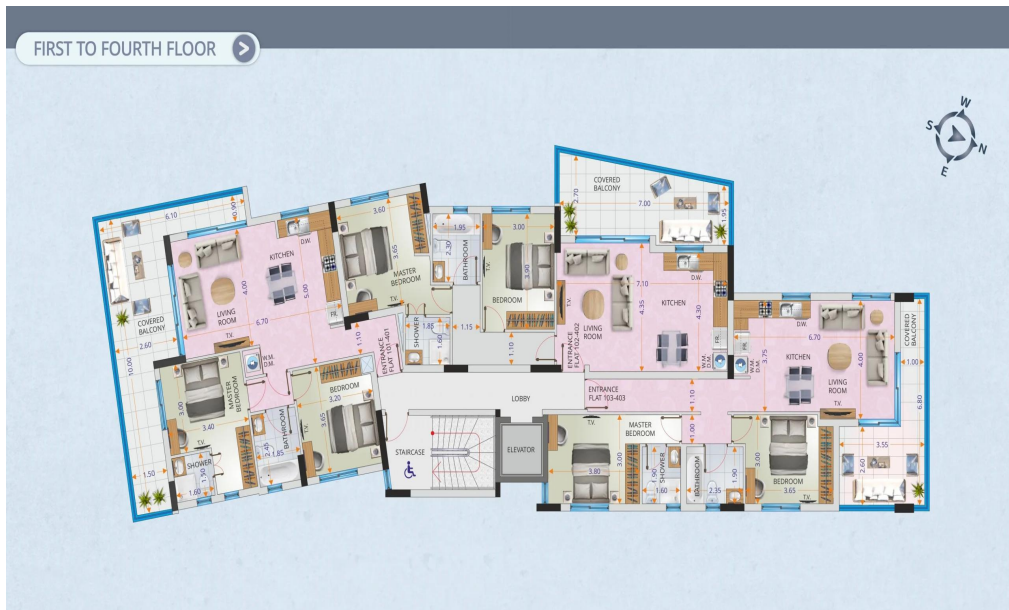 FIRST TO FOURTH FLOOR
W
S
N
E
COVERED
BALCONY
2.70
7.00
1.95
6.10
0.90
D.W.
KITCHEN
4.00
5.00
LIVING
ROOM
6.70
T.V.
FR.
COVERED
BALCONY
2.60
10.00
1.50
3.60
3.65
MASTER
BEDROOM
T.V.
1.95
2.30
BATHROOM
3.00
T.V.
3.90
BEDROOM
1.85
SHOWER
1.60
1.15
1.10
1.10
ENTRANCE
FLAT 101-401
W.M.
D.M.
3.00
MASTER
BEDROOM
3.40
T.V.
SHOWER
1.90
1.60
BATHROOM
2.45
1.85
BEDROOM
3.20
T.V.
3.65
D.W.
7.10
T.V.
4.35
KITCHEN
4.30
LIVING
ROOM
FR.
W.M.
D.M.
ENTRANCE
FLAT 102-402
LOBBY
ENTRANCE
FLAT 103-403
STAIRCASE
ELEVATOR
1.10
1.00
D.W.
6.70
FR.
3.75
W.M.
D.M.
KITCHEN
4.00
LIVING
ROOM
T.V.
COVERED
BALCONY
1.00
6.80
3.55
2.60
T.V.
MASTER
BEDROOM
3.80
3.00
1.90
SHOWER
1.60
BATHROOM
1.90
2.35
T.V.
3.00
BEDROOM
3.65